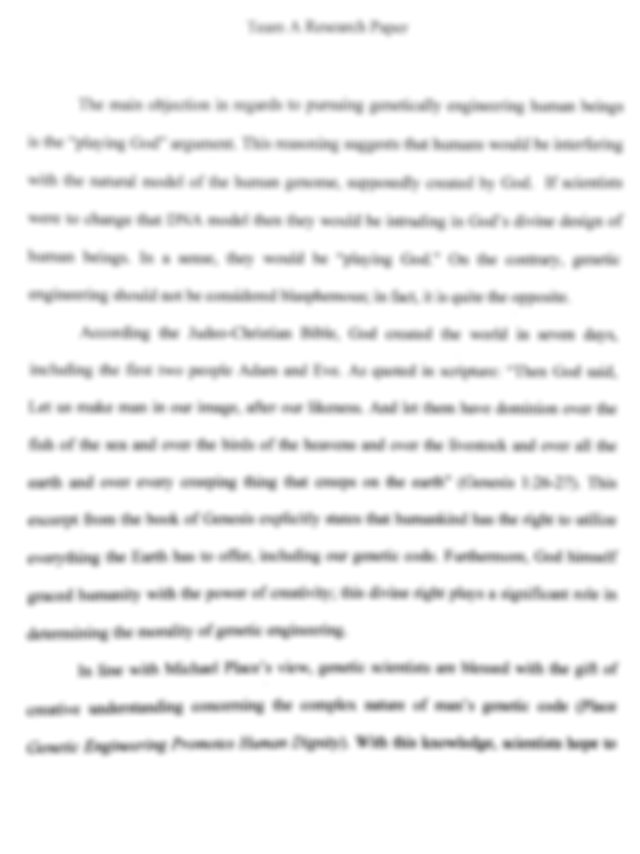 Team A Research Paper
The main objection in regards to pursuing genetically engineering human beings
is the “playing God” argument. This reasoning suggests that humans would be interfering
with the natural model of the human genome, supposedly created by God. If scientists
were to change that DNA model then they would be intruding in God’s divine design of
human beings. In a sense, they would be “playing God.” On the contrary, genetic
engineering should not be considered blasphemour; in fact, it is quite the opposite.
According the Judeo-Christian Bible, God created the world in seven days,
including the first two people Adam and Eve. As quoted in scripture: “Then God said,
Let us make man in our image, after our likeness. And let them have dominion over the
fish of the sea and over the birds of the heavens and over the livestock and over all the
earth and over every creeping thing that creeps on the earth” (Genesis 1:26-27). This
excerpt from the book of Genesis explicitly states that humankind has the right to utilize
everything the Earth has to offer, including our genetic code. Furthermore, God himself
graced humanity with the power of creativity; this divine right plays a significant role in
determining the morality of genetic engineering.
In line with Michael Place’s view, genetic scientists are blessed with the gift of
creative understanding concerning the complex nature of man’s genetic code (Place
Genetic Engineering Promotes Human Dignity). With this knowledge, scientists hope to